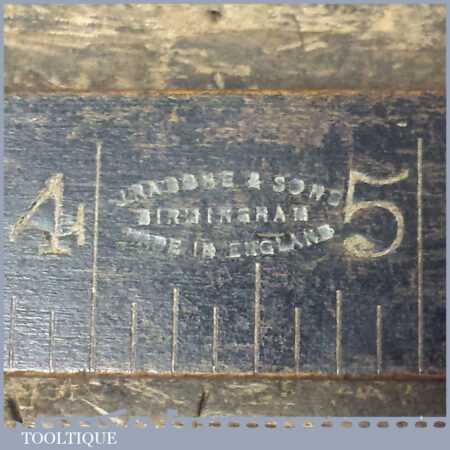 J.RABONE & SONS
4 BIRMINGHAM 5
MADE IN ENGLAND
TOOLTIQUE